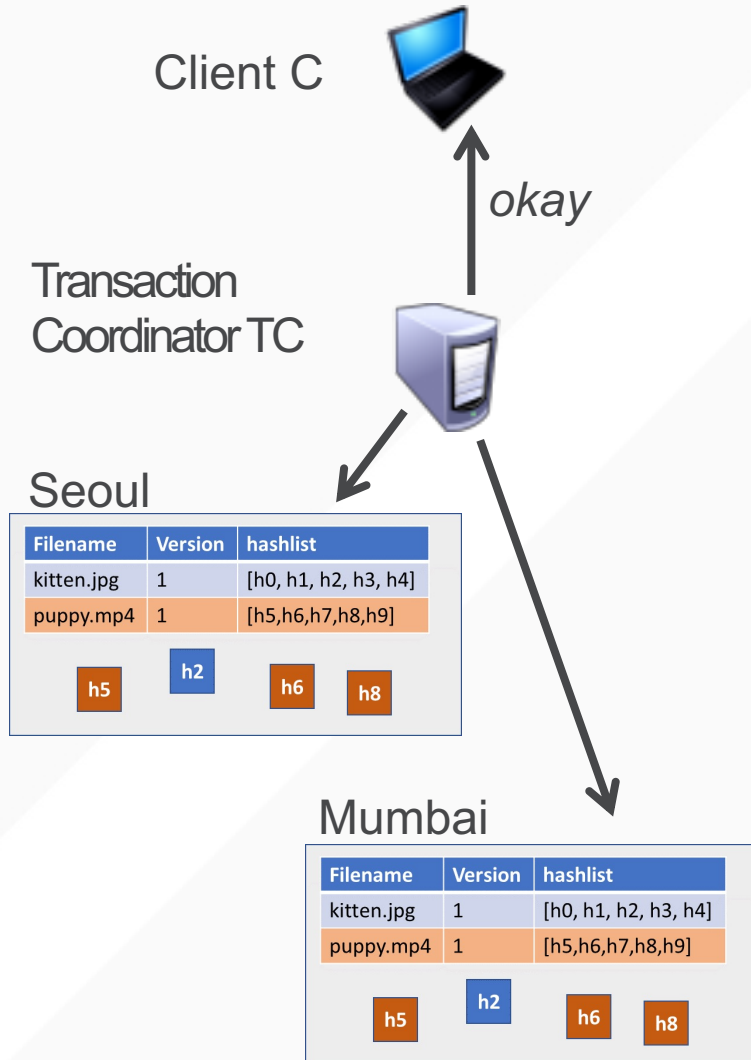 Client C
okay
Transaction
Coordinator TC
Seoul
Filename Version hashlist
kitten.jpg 1 [h0, h1, h2, h3, h4]
puppy.mp4 1 [h5,h6,h7,h8,h9]
h5 h2 h6 h8
Mumbai
Filename Version hashlist
kitten.jpg 1 [h0, h1, h2, h3, h4]
puppy.mp4 1 [h5,h6,h7,h8,h9]
h5 h2 h6 h8